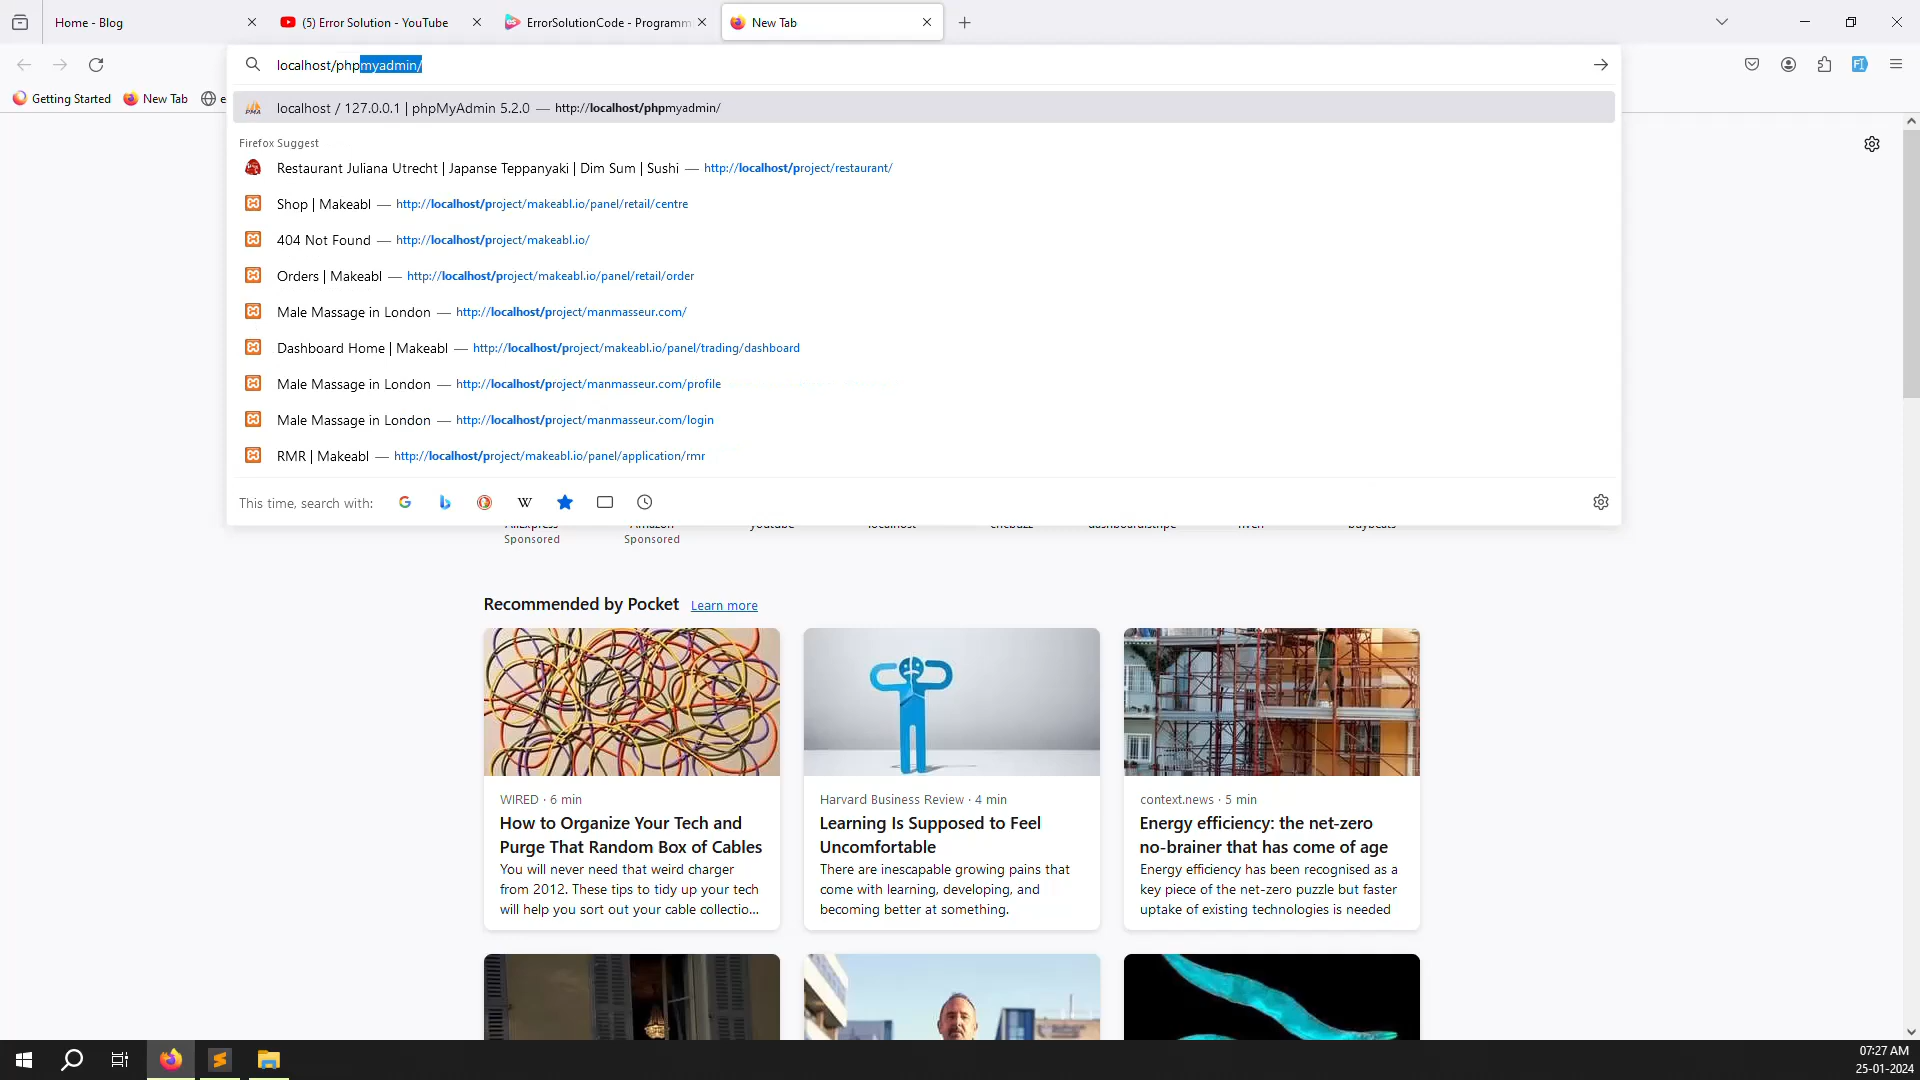 Home - Blog
(5) Error Solution - YouTube
ErrorSolutionCode - Programm
New Tab
localhost/phpmyadmin/
Getting Started
New Tab
e
localhost / 127.0.0.1 | phpMyAdmin 5.2.0 — http://localhost/phpmyadmin/
Firefox Suggest
Restaurant Juliana Utrecht | Japanse Teppanyaki | Dim Sum | Sushi — http://localhost/project/restaurant/
Shop | Makeabl — http://localhost/project/makeabl.io/panel/retail/centre
404 Not Found — http://localhost/project/makeabl.io/
Orders | Makeabl — http://localhost/project/makeabl.io/panel/retail/order
Male Massage in London — http://localhost/project/manmasseur.com/
Dashboard Home | Makeabl — http://localhost/project/makeabl.io/panel/trading/dashboard
Male Massage in London — http://localhost/project/manmasseur.com/profile
Male Massage in London — http://localhost/project/manmasseur.com/login
RMR | Makeabl — http://localhost/project/makeabl.io/panel/application/rmr
This time, search with:
AliExpress Amazon youtube localhost cricbuzz dashboard.stripe fiverr buybeats
Sponsored Sponsored
Recommended by Pocket Learn more
WIRED · 6 min
How to Organize Your Tech and
Purge That Random Box of Cables
You will never need that weird charger
from 2012. These tips to tidy up your tech
will help you sort out your cable collectio...
Harvard Business Review · 4 min
Learning Is Supposed to Feel
Uncomfortable
There are inescapable growing pains that
come with learning, developing, and
becoming better at something.
context.news · 5 min
Energy efficiency: the net-zero
no-brainer that has come of age
Energy efficiency has been recognised as a
key piece of the net-zero puzzle but faster
uptake of existing technologies is needed
07:27 AM
25-01-2024